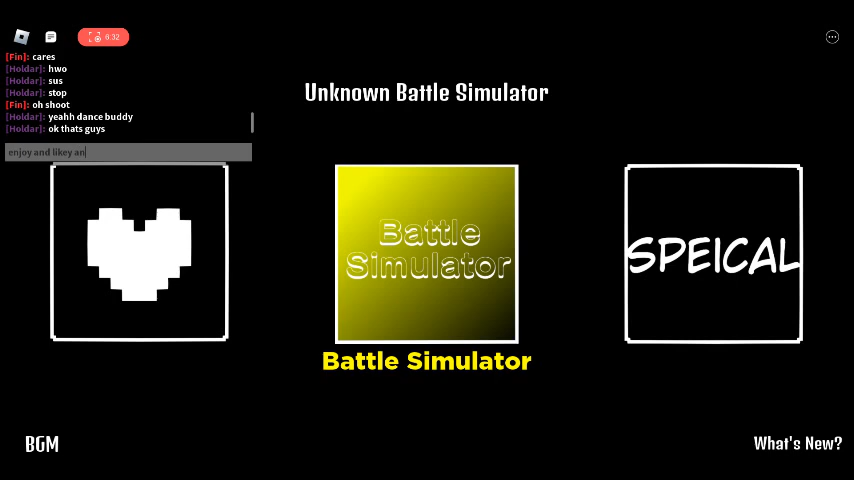 8.32
[Fin]: cares
[Holdar]: hwo
[Holdar]: sus
[Holdar]: stop
[Fin]: oh shoot
[Holdar]: yeahh dance buddy
[Holdar]: ok thats guys
enjoy and likey an
Unknown Battle Simulator
Battle
Simulator
SPEICAL
Battle Simulator
BGM
What's New?